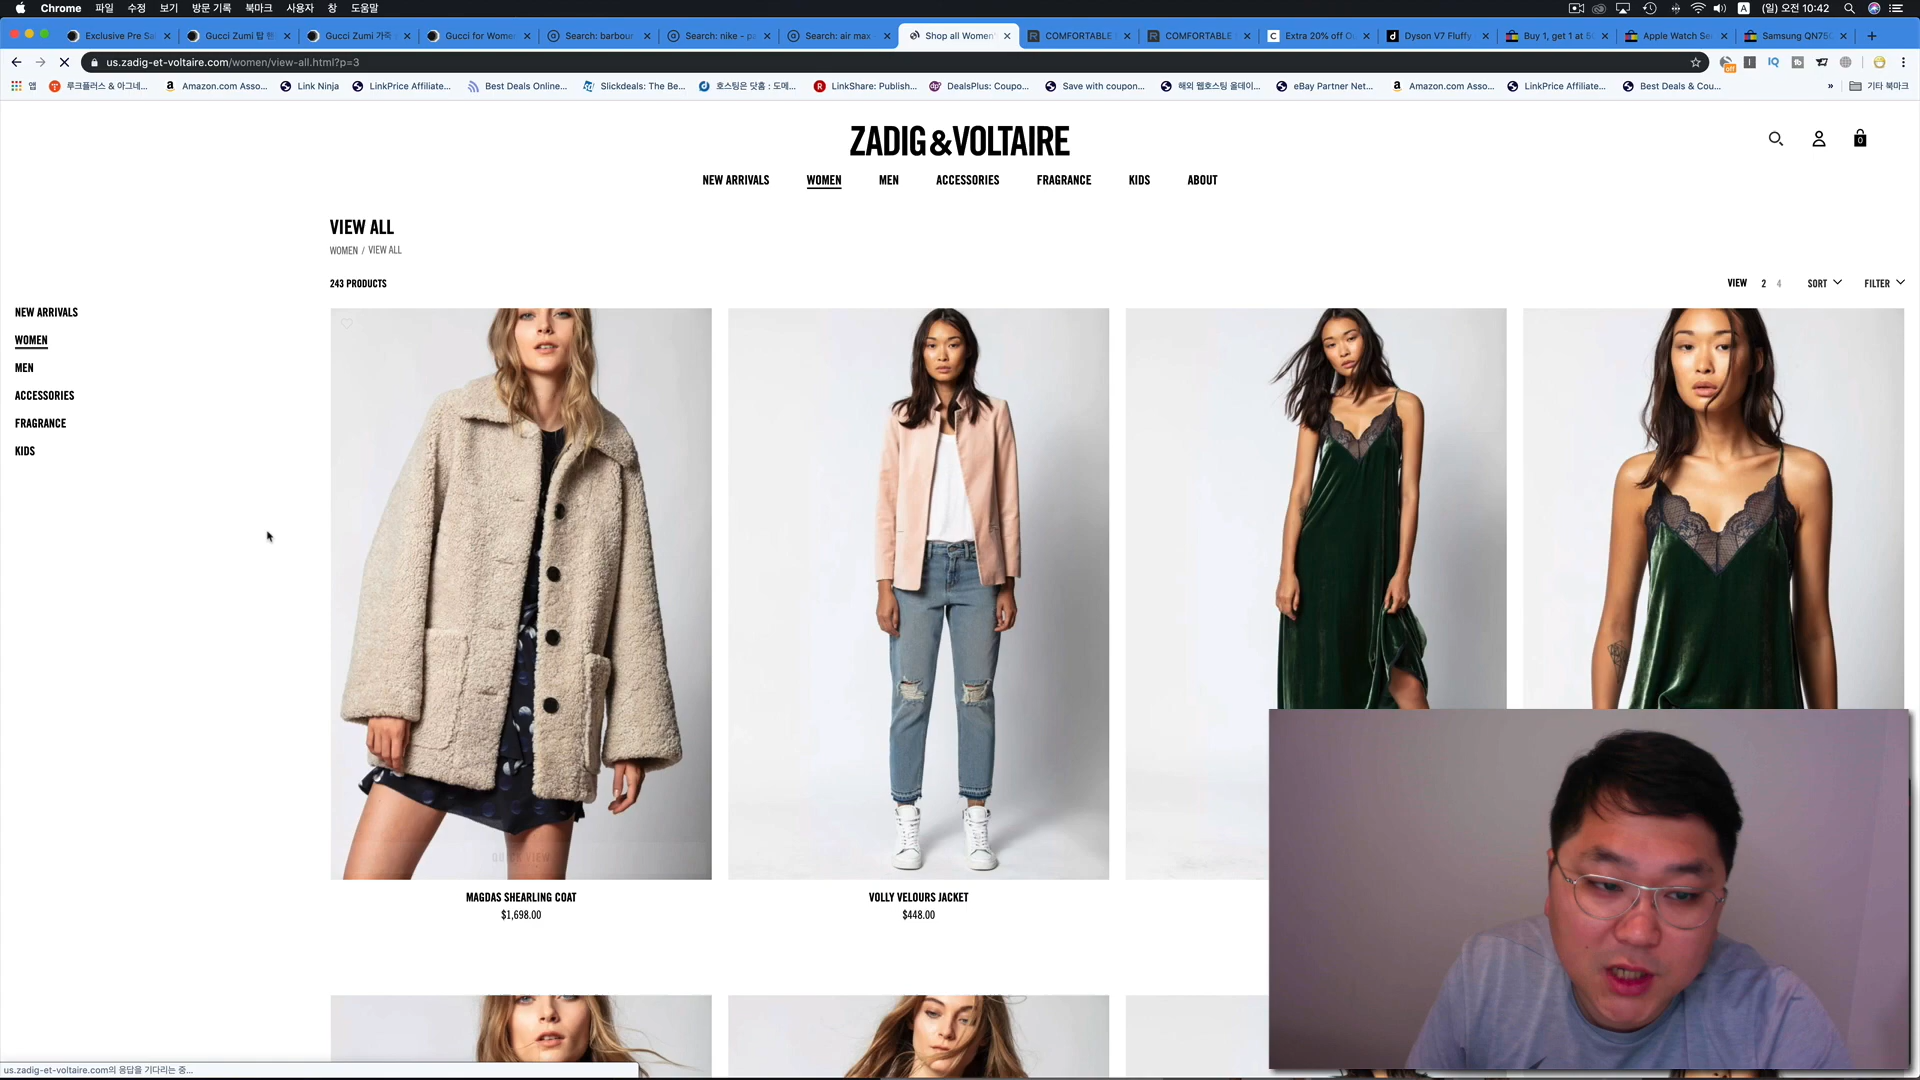 Chrome 파일 수정 보기 방문 기록 북마크 사용자 창 도움말 (일) 오전 10:42
Exclusive Pre Sa Gucci Zumi 탑 핸 Gucci Zumi 가죽 Gucci for Wome Search: barbour Search: nike - pa Search: air max Shop all Women' COMFORTABLE COMFORTABLE Extra 20% off O Dyson V7 Fluffy Buy 1, get 1 at 5 Apple Watch Se Samsung QN75
us.zadig-et-voltaire.com/women/view-all.html?p=3
앱 루크플러스 & 아그네... Amazon.com Asso... Link Ninja LinkPrice Affiliate... Best Deals Online... Slickdeals: The Be... 호스팅은 닷홈 : 도메... LinkShare: Publish... DealsPlus: Coupo... Save with coupon... 해외 웹호스팅 올데이... eBay Partner Net... Amazon.com Asso... LinkPrice Affiliate... Best Deals & Cou... » 기타 북마크
ZADIG&VOLTAIRE
0
NEW ARRIVALS WOMEN MEN ACCESSORIES FRAGRANCE KIDS ABOUT
VIEW ALL
WOMEN / VIEW ALL
243 PRODUCTS
VIEW 2 4 SORT FILTER
NEW ARRIVALS
WOMEN
MEN
ACCESSORIES
FRAGRANCE
KIDS
QUICK VIEW
MAGDAS SHEARLING COAT
$1,698.00
VOLLY VELOURS JACKET
$448.00
us.zadig-et-voltaire.com의 응답을 기다리는 중...